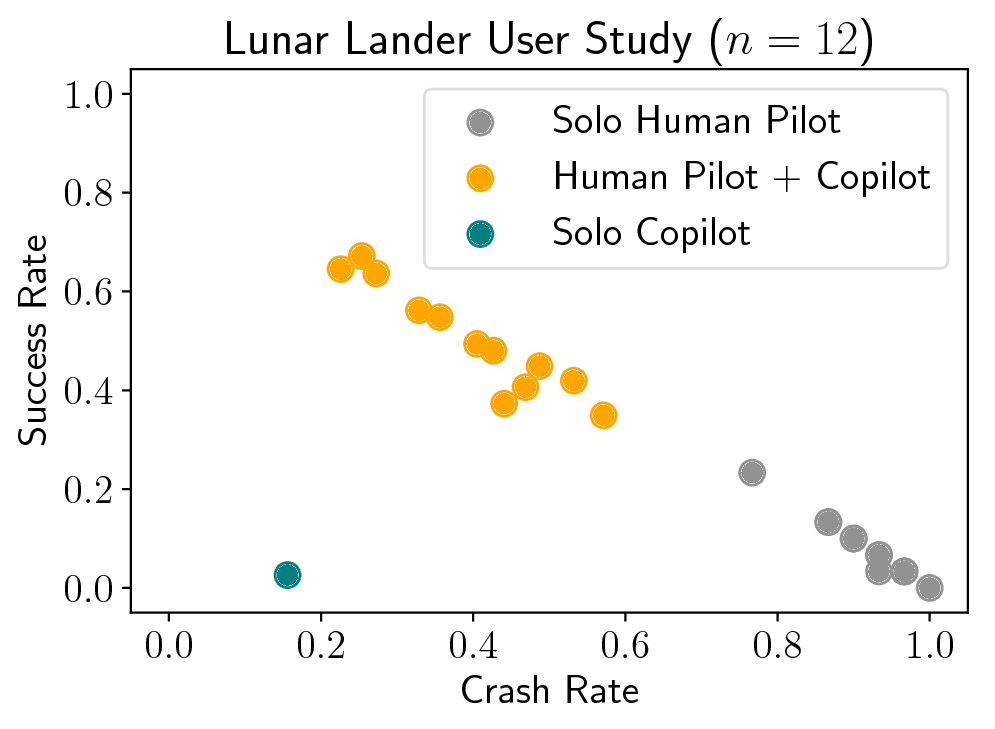 Lunar Lander User Study (n = 12)
1.0
0.8
0.6
0.4
0.2
0.0
Success Rate
Solo Human Pilot
Human Pilot + Copilot
Solo Copilot
0.0 0.2 0.4 0.6 0.8 1.0
Crash Rate